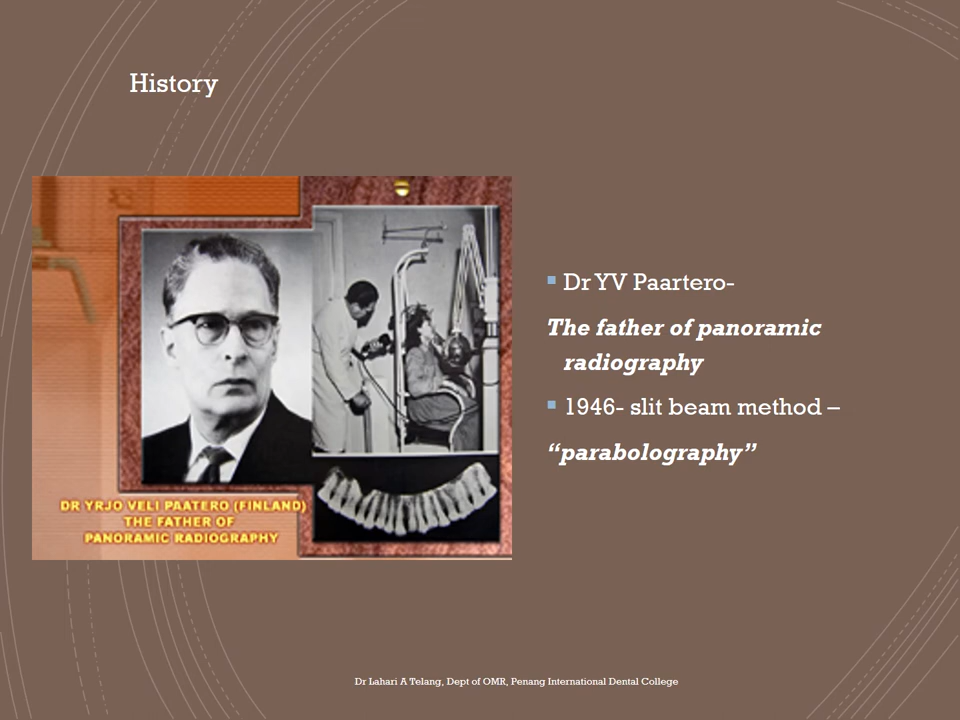 History
DR YRJO VELI PAATERO (FINLAND)
THE FATHER OF
PANORAMIC RADIOGRAPHY
Dr YV Paartero-
The father of panoramic
radiography
1946- slit beam method –
“parabolography”
Dr Lahari A Telang, Dept of OMR, Penang International Dental College